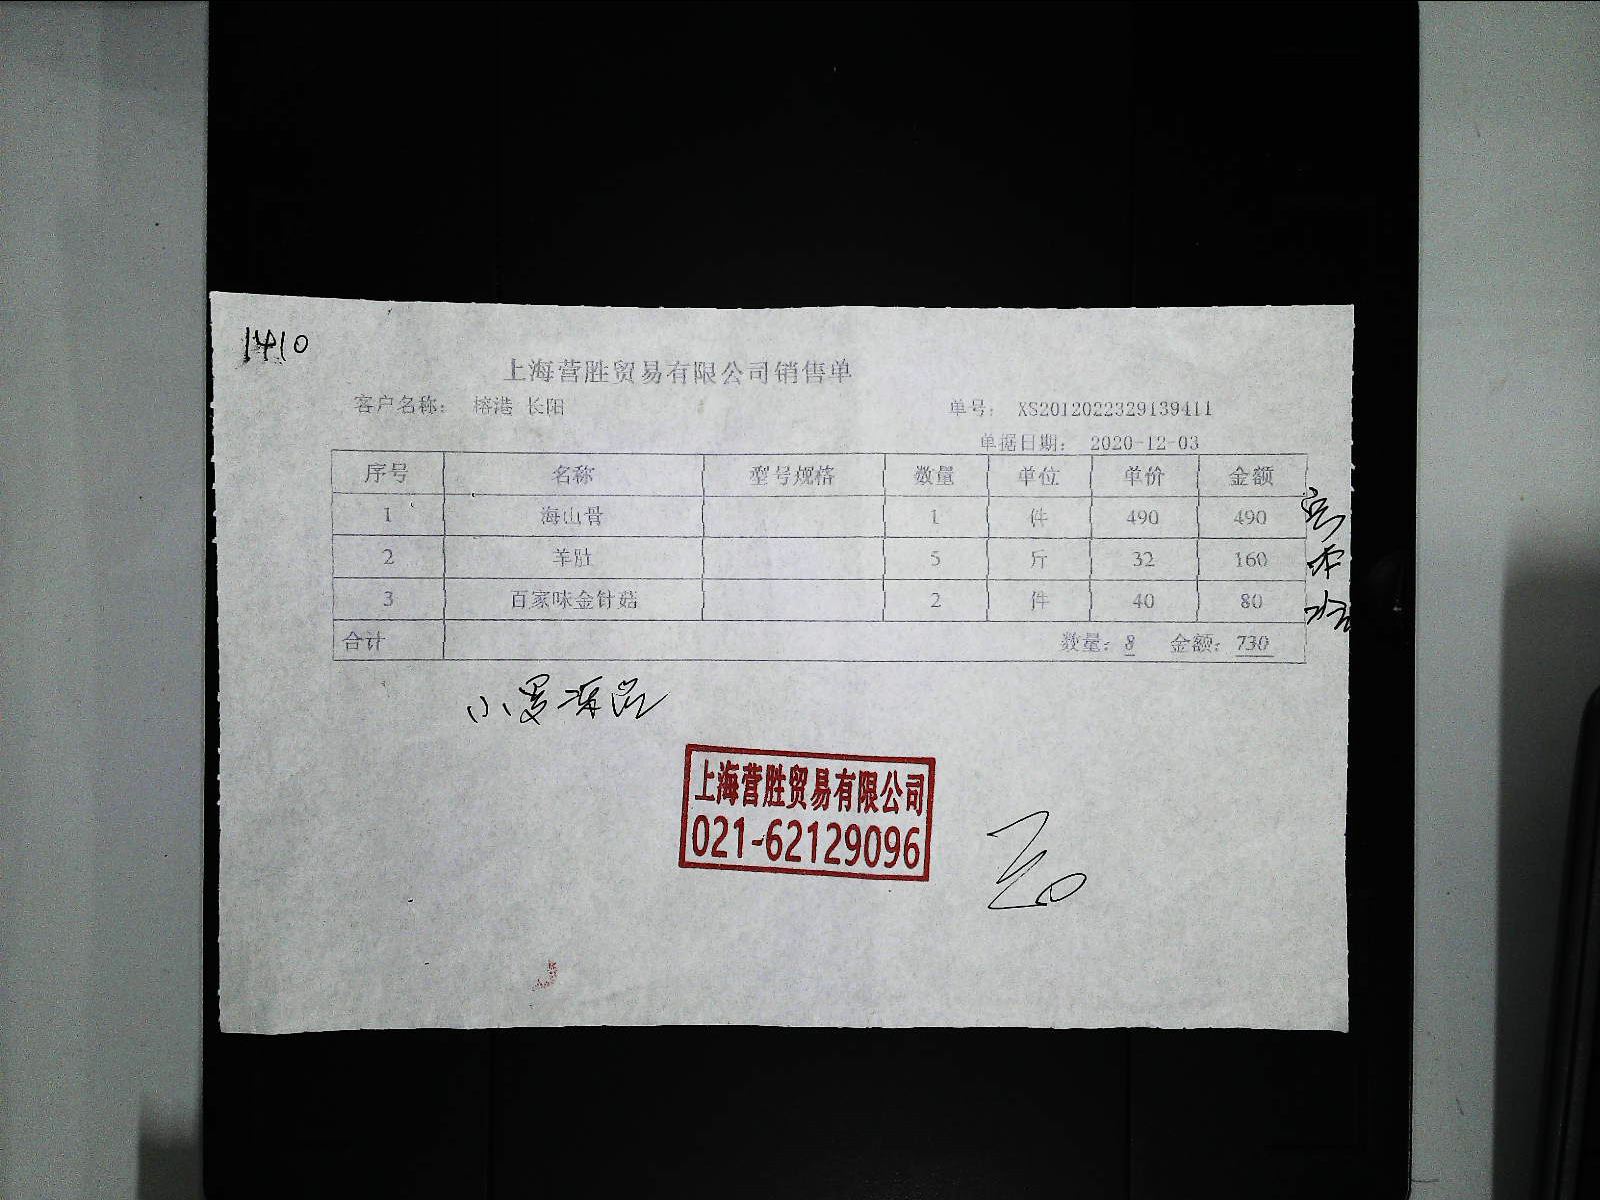 1410
上海营胜贸易有限公司销售单
客户名称： 榕港 长阳 单号： XS2012022329139411
单据日期： 2020-12-03
序号 名称 型号规格 数量 单位 单价 金额
1 海山骨 1 件 490 490
2 羊肚 5 斤 32 160
3 百家味金针菇 2 件 40 80
合计 数量：8 金额：730
小罗冻品
上海营胜贸易有限公司
021-62129096